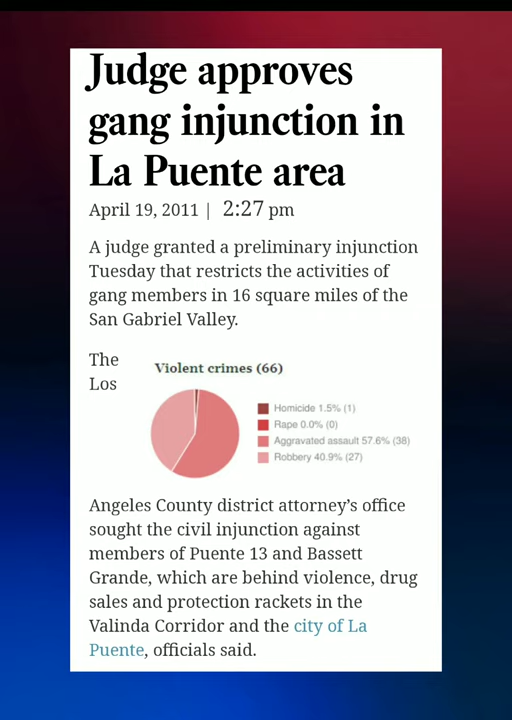 Judge approves
gang injunction in
La Puente area
April 19, 2011 | 2:27 pm
A judge granted a preliminary injunction
Tuesday that restricts the activities of
gang members in 16 square miles of the
San Gabriel Valley.
The
Los
Violent crimes (66)
Homicide 1.5% (1)
Rape 0.0% (0)
Aggravated assault 57.6% (38)
Robbery 40.9% (27)
Angeles County district attorney's office
sought the civil injunction against
members of Puente 13 and Bassett
Grande, which are behind violence, drug
sales and protection rackets in the
Valinda Corridor and the city of La
Puente, officials said.